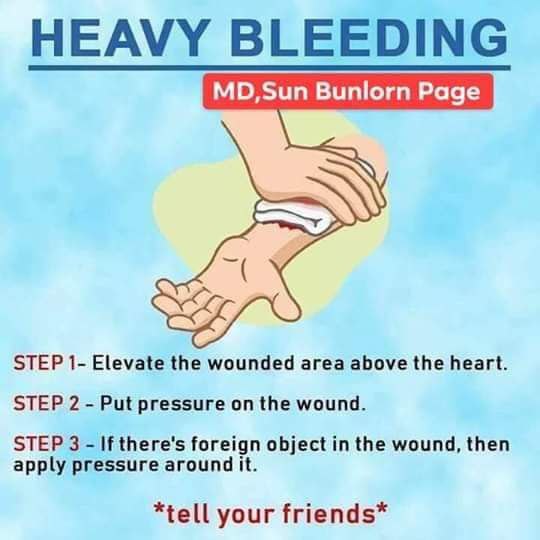 HEAVY BLEEDING
MD,Sun Bunlorn Page
STEP 1- Elevate the wounded area above the heart.
STEP 2 - Put pressure on the wound.
STEP 3 - If there's foreign object in the wound, then
apply pressure around it.
*tell your friends*